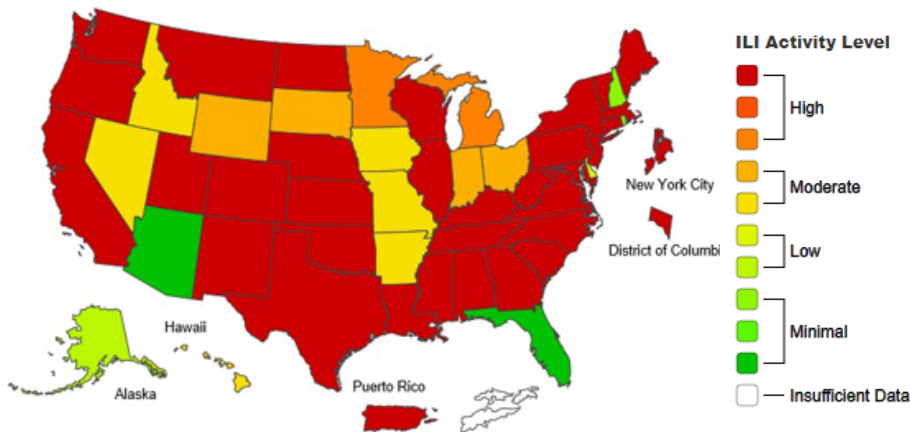 ILI Activity Level
High
Moderate
Low
Minimal
Insufficient Data
New York City
District of Columbi
Hawaii
Alaska
Puerto Rico